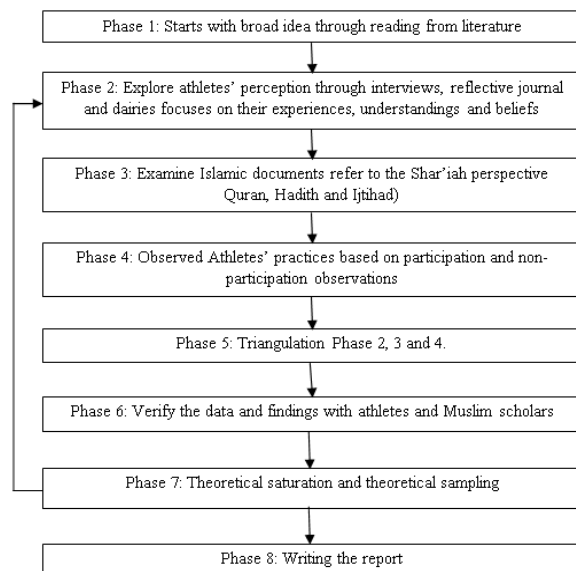 Phase 1: Starts with broad idea through reading from literature
Phase 2: Explore athletes’ perception through interviews, reflective journal
and dairies focuses on their experiences, understandings and beliefs
Phase 3: Examine Islamic documents refer to the Shar’iah perspective
Quran, Hadith and Ijtihad)
Phase 4: Observed Athletes’ practices based on participation and non-
participation observations
Phase 5: Triangulation Phase 2, 3 and 4.
Phase 6: Verify the data and findings with athletes and Muslim scholars
Phase 7: Theoretical saturation and theoretical sampling
Phase 8: Writing the report